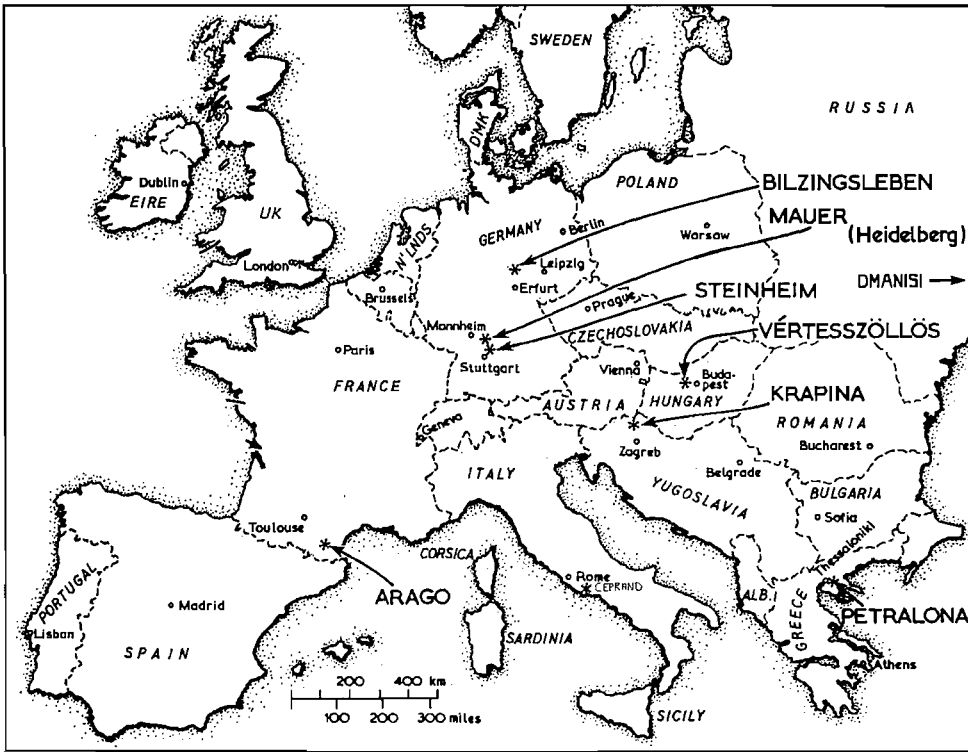 SWEDEN
RUSSIA
DMK
Dublin
EIRE
UK
POLAND
BILZINGSLEBEN
GERMANY
Berlin
Warsaw
MAUER
(Heidelberg)
N'LNDS
London
Leipzig
Erfurt
DMANISI
Brussels
Prague
STEINHEIM
Mannheim
CZECHOSLOVAKIA
VÉRTESSZÖLLÖS
Stuttgart
Paris
Vienna
Buda-
pest
FRANCE
HUNGARY
KRAPINA
AUSTRIA
ROMANIA
Geneva
Zagreb
Bucharest
ITALY
Belgrade
YUGOSLAVIA
BULGARIA
Sofia
Toulouse
CORSICA
Thessaloniki
PORTUGAL
ARAGO
Rome
CEPRANO
ALB.
GREECE
PETRALONA
Madrid
Lisban
SPAIN
SARDINIA
Athens
200 400 km
100 200 300 miles
SICILY